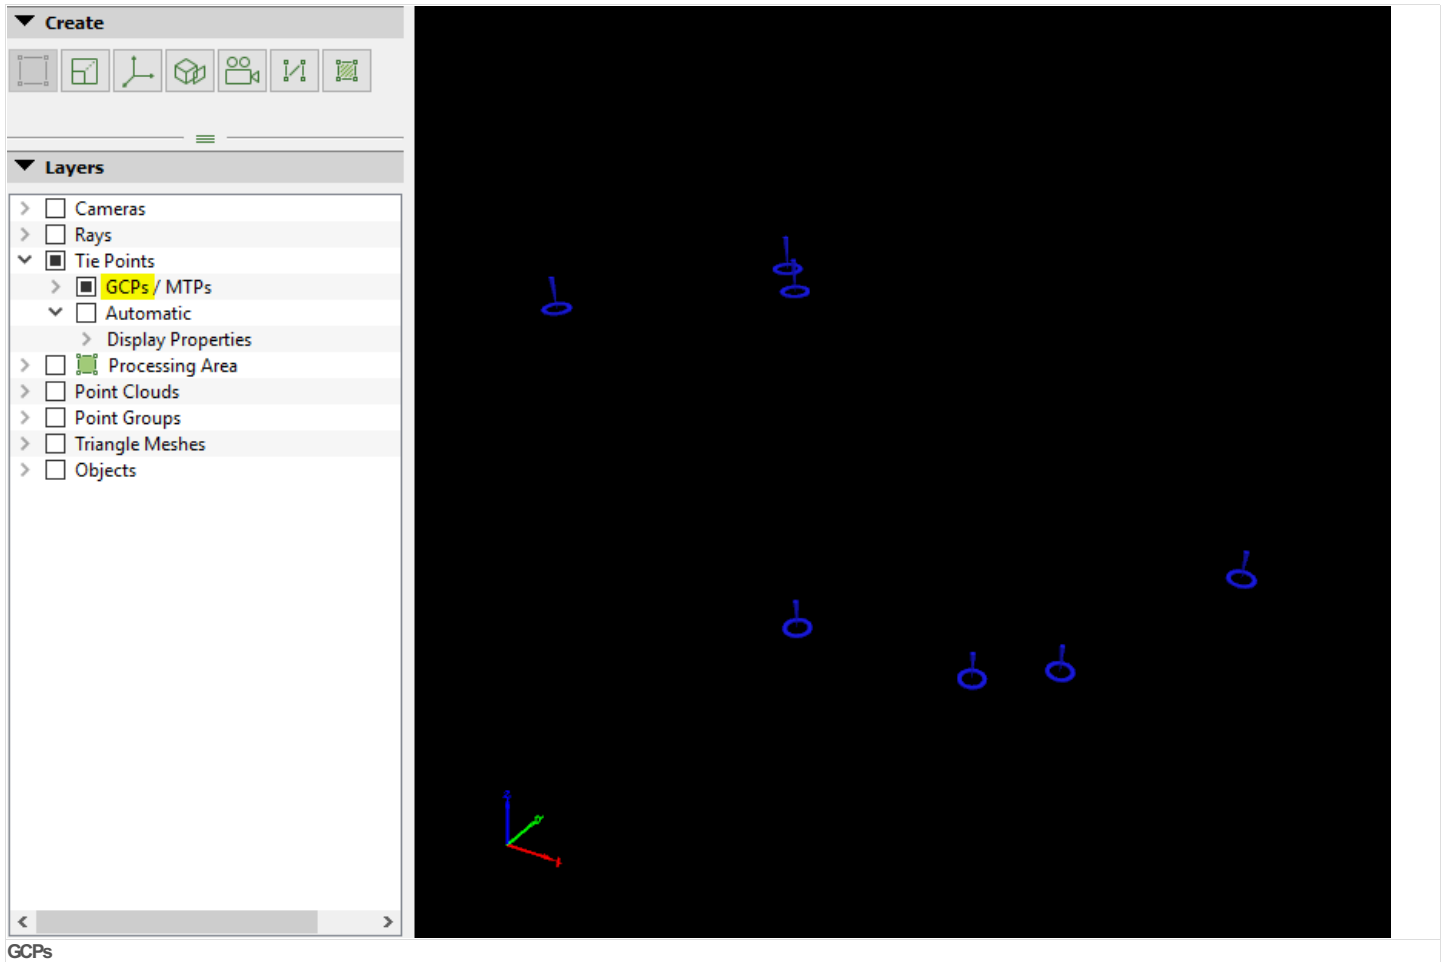 Create
Layers
Cameras
Rays
Tie Points
GCPs / MTPs
Automatic
Display Properties
Processing Area
Point Clouds
Point Groups
Triangle Meshes
Objects
Z
GCPs